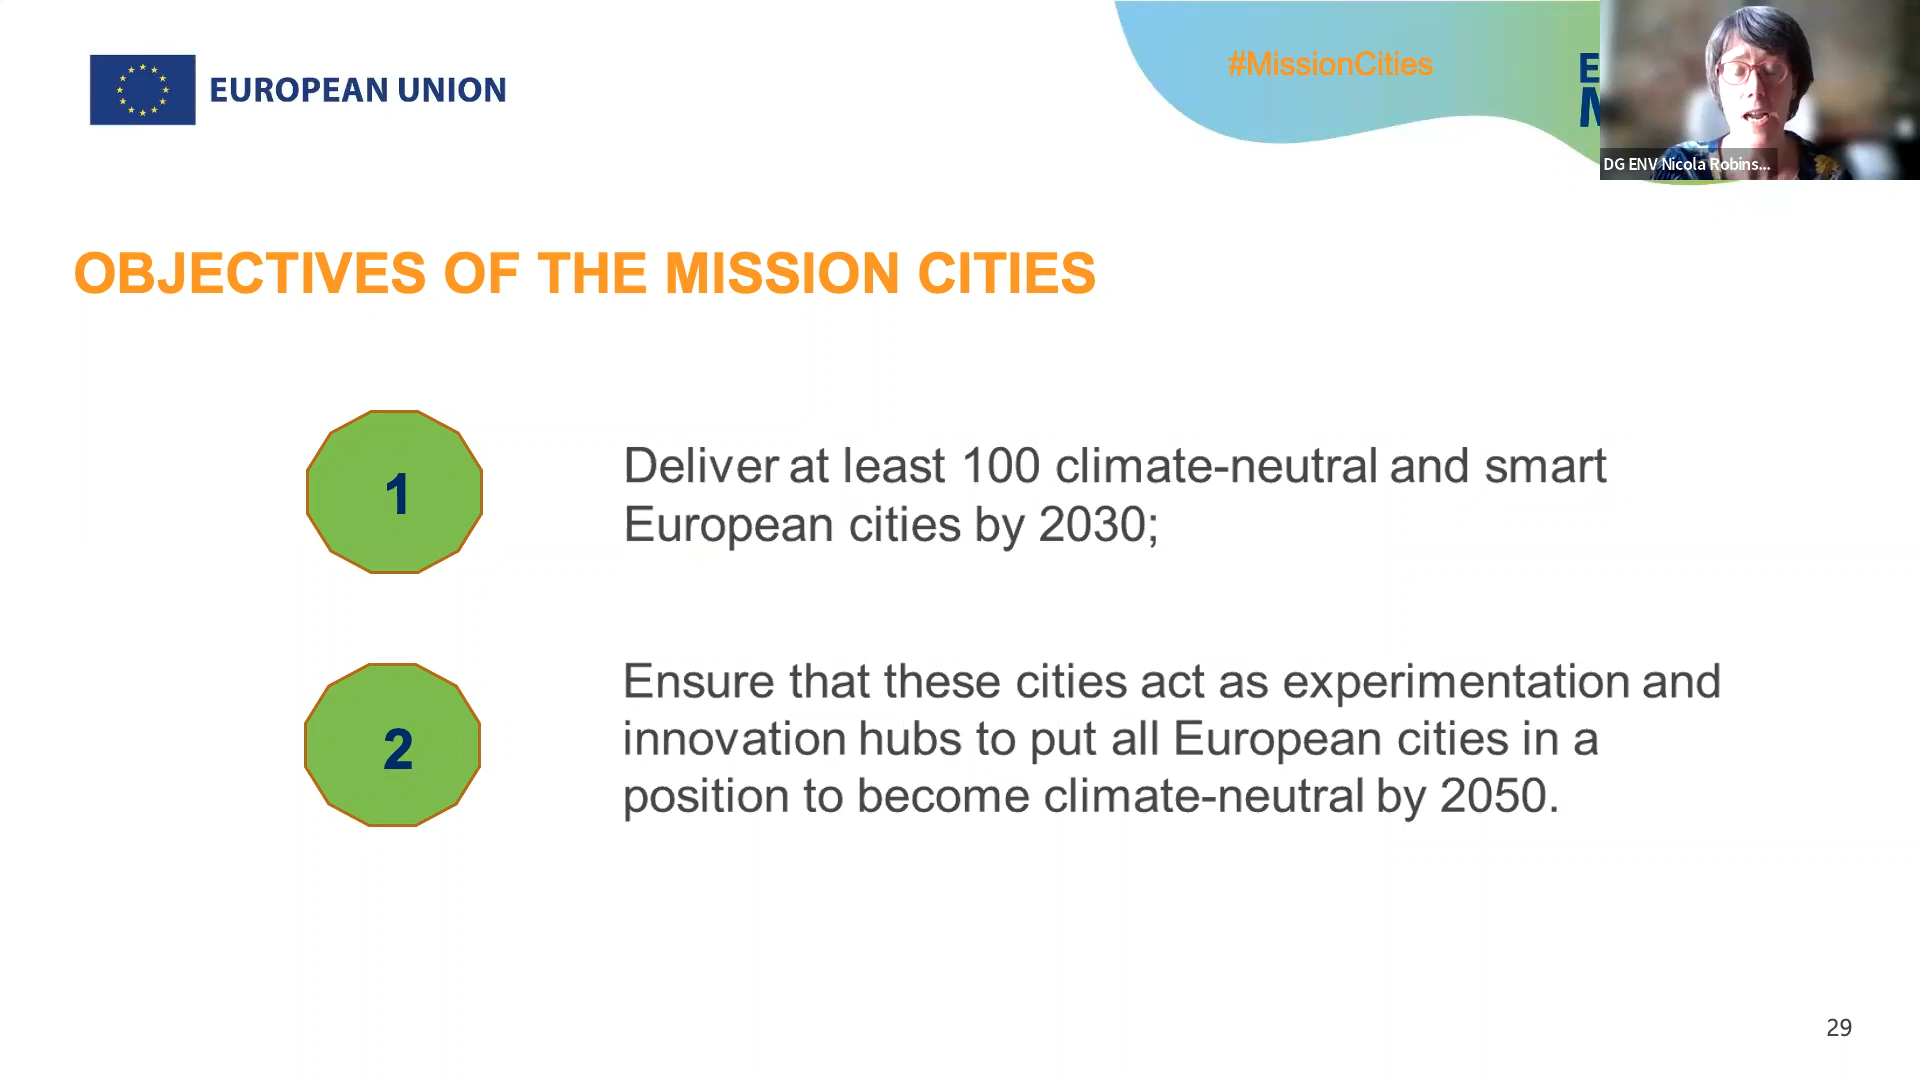 EUROPEAN UNION
#MissionCities
DG ENV Nicola Robins...
OBJECTIVES OF THE MISSION CITIES
1
Deliver at least 100 climate-neutral and smart
European cities by 2030;
2
Ensure that these cities act as experimentation and
innovation hubs to put all European cities in a
position to become climate-neutral by 2050.
29